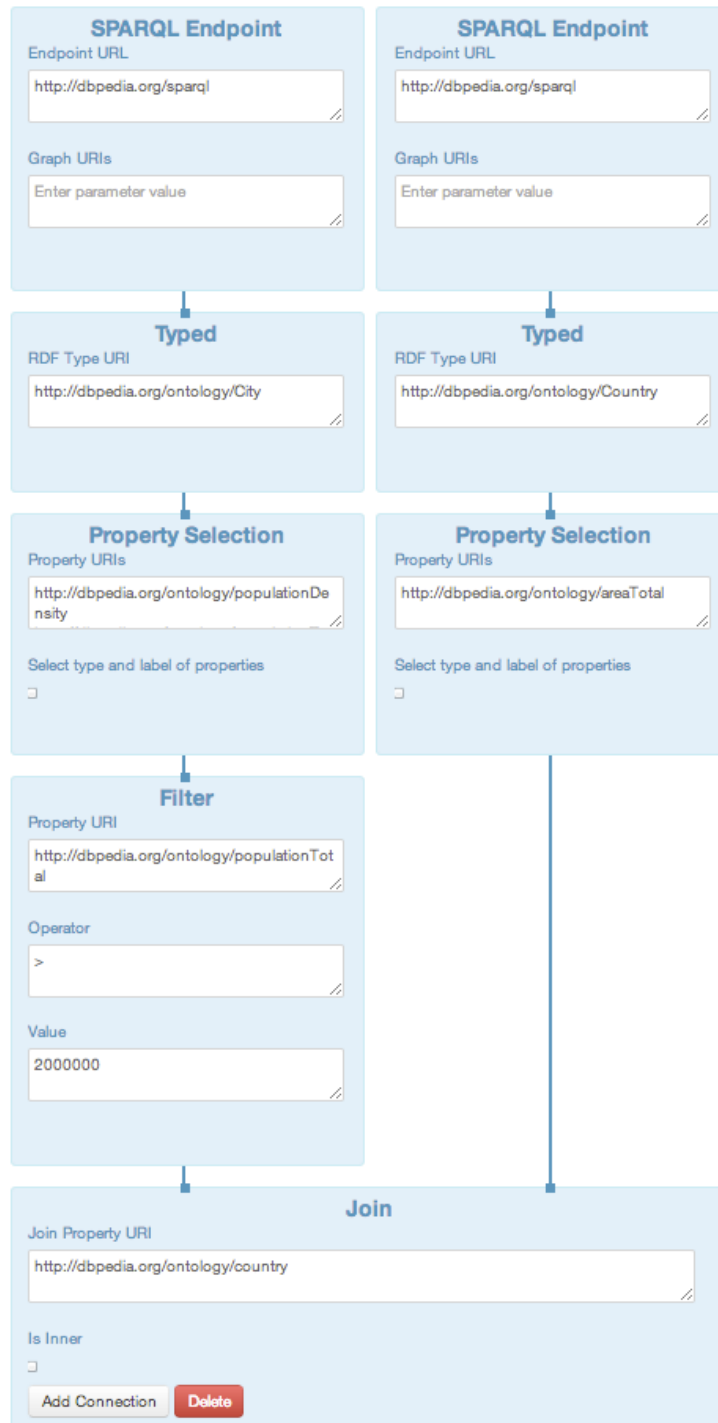 SPARQL Endpoint
Endpoint URL
http://dbpedia.org/sparql
Graph URIs
Enter parameter value
SPARQL Endpoint
Endpoint URL
http://dbpedia.org/sparql
Graph URIs
Enter parameter value
Typed
RDF Type URI
http://dbpedia.org/ontology/City
Typed
RDF Type URI
http://dbpedia.org/ontology/Country
Property Selection
Property URIs
http://dbpedia.org/ontology/populationDe
nsity
Select type and label of properties
Property Selection
Property URIs
http://dbpedia.org/ontology/areaTotal
Select type and label of properties
Filter
Property URI
http://dbpedia.org/ontology/populationTot
al
Operator
>
Value
2000000
Join
Join Property URI
http://dbpedia.org/ontology/country
Is Inner
Add Connection
Delete